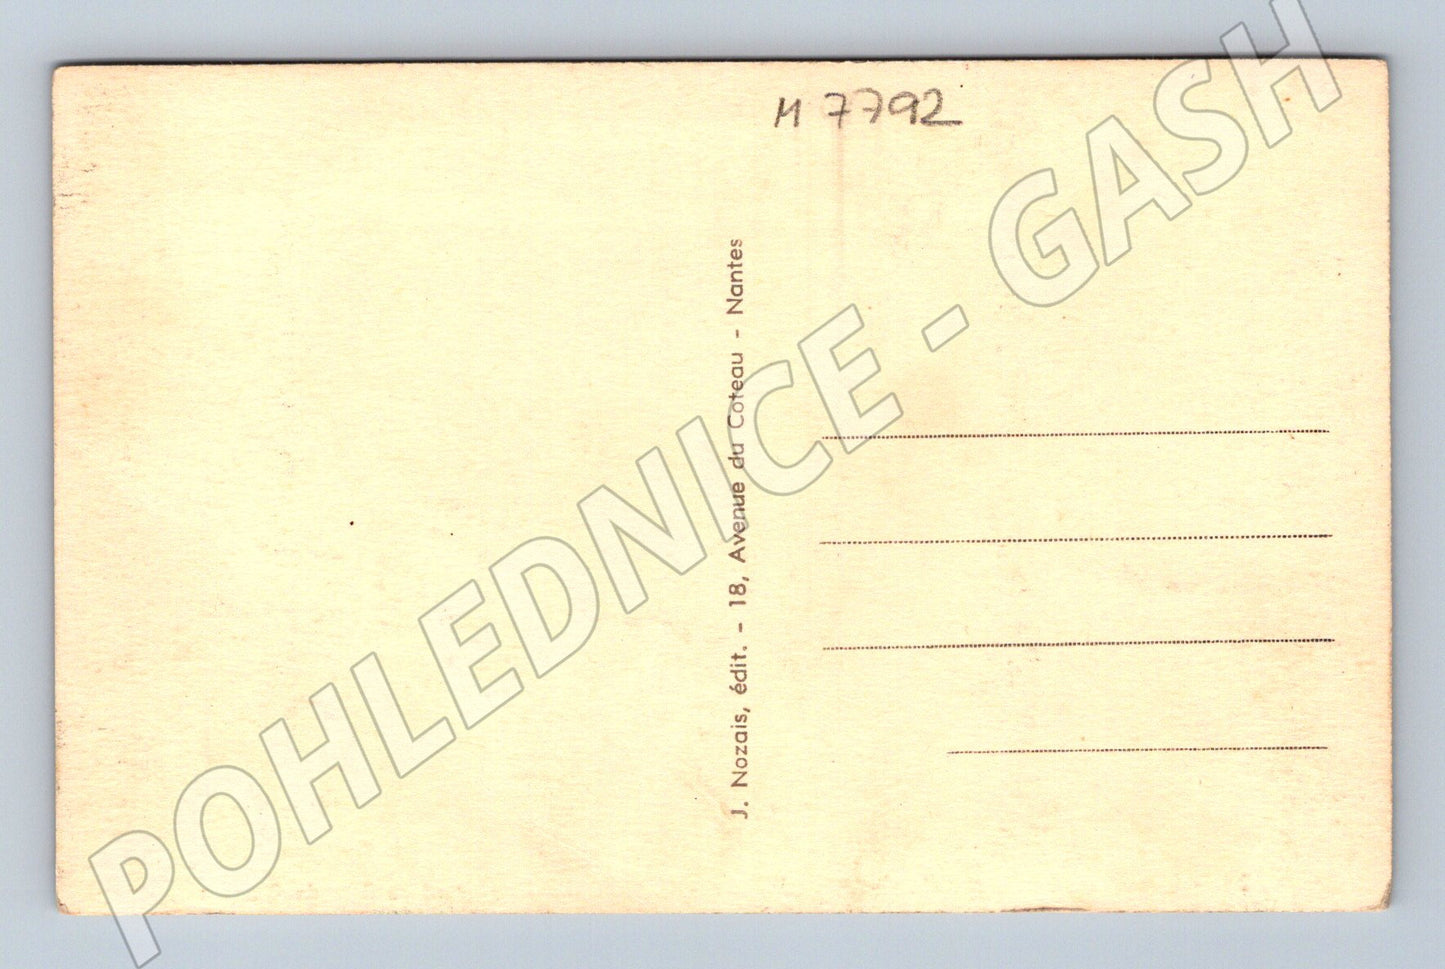 M 7792
J. Nozais, édit. - 18, Avenue du Coteau - Nantes
POHLEDNICE - GASH